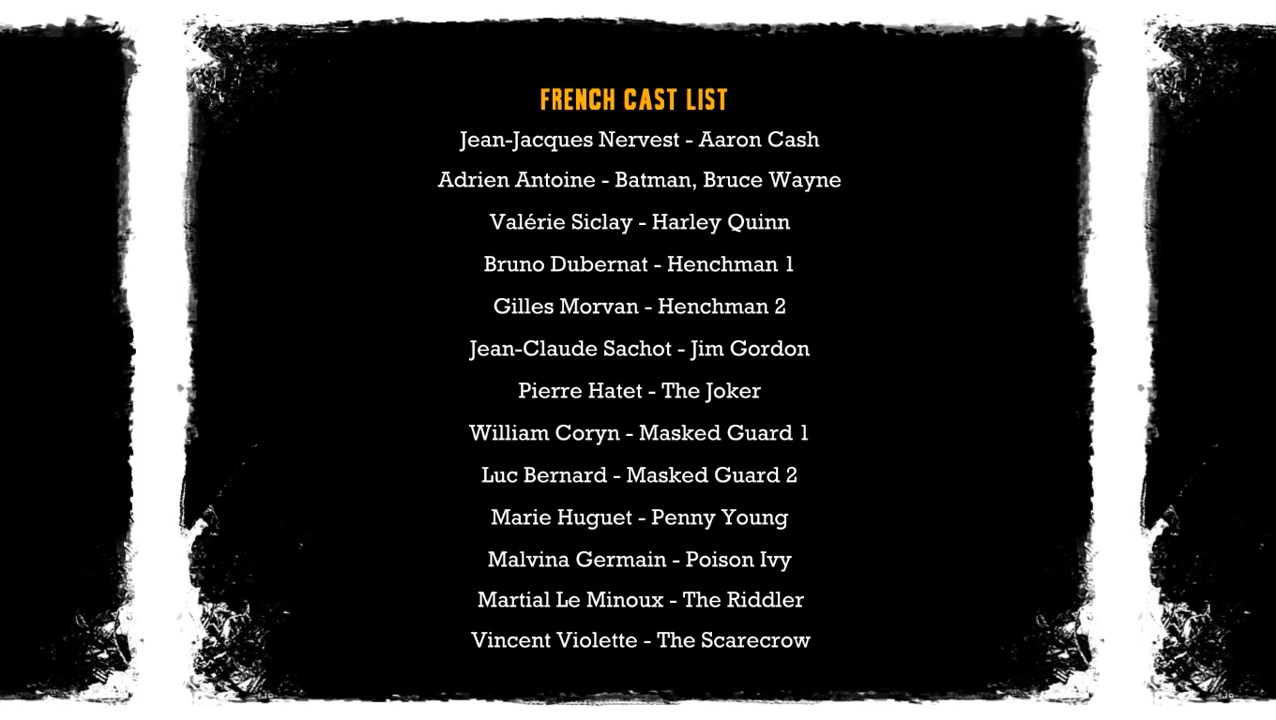 FRENCH CAST LIST
Jean-Jacques Nervest - Aaron Cash
Adrien Antoine - Batman, Bruce Wayne
Valérie Siclay - Harley Quinn
Bruno Dubernat - Henchman 1
Gilles Morvan - Henchman 2
Jean-Claude Sachot - Jim Gordon
Pierre Hatet - The Joker
William Coryn - Masked Guard 1
Luc Bernard - Masked Guard 2
Marie Huguet - Penny Young
Malvina Germain - Poison Ivy
Martial Le Minoux - The Riddler
Vincent Violette - The Scarecrow